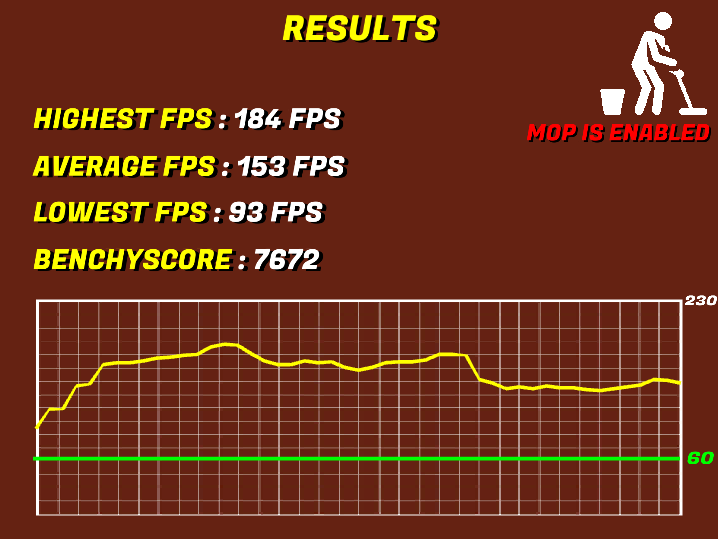 RESULTS
HIGHEST FPS : 184 FPS
MOP IS ENABLED
AVERAGE FPS : 153 FPS
LOWEST FPS : 93 FPS
BENCHYSCORE : 7672
230
60